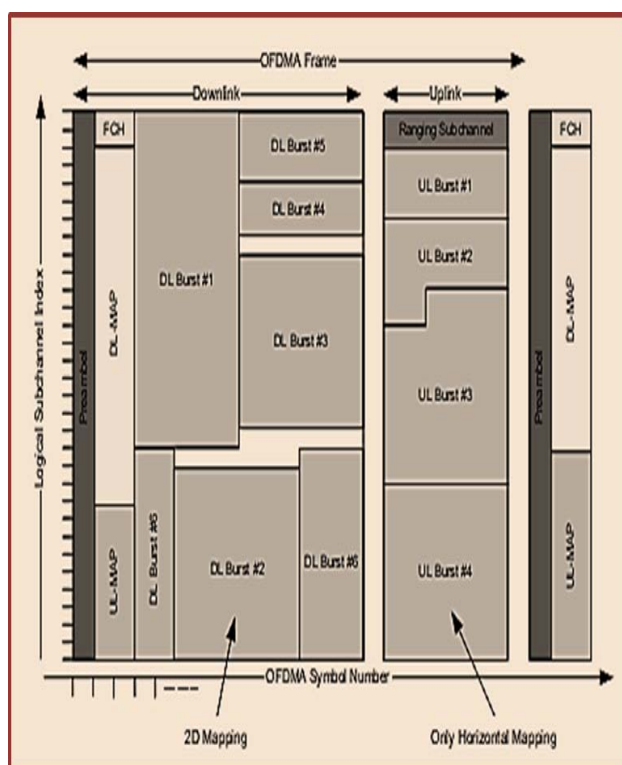 OFDMA Frame
Downlink
Uplink
Logical Subchannel Index
Preambel
FCH
DL-MAP
UL-MAP
DL Burst #1
DL Burst #5
DL Burst #4
DL Burst #3
DL Burst #6
DL Burst #2
DL Burst #6
Ranging Subchannel
UL Burst #1
UL Burst #2
UL Burst #3
UL Burst #4
Preambel
FCH
DL-MAP
UL-MAP
OFDMA Symbol Number
2D Mapping
Only Horizontal Mapping